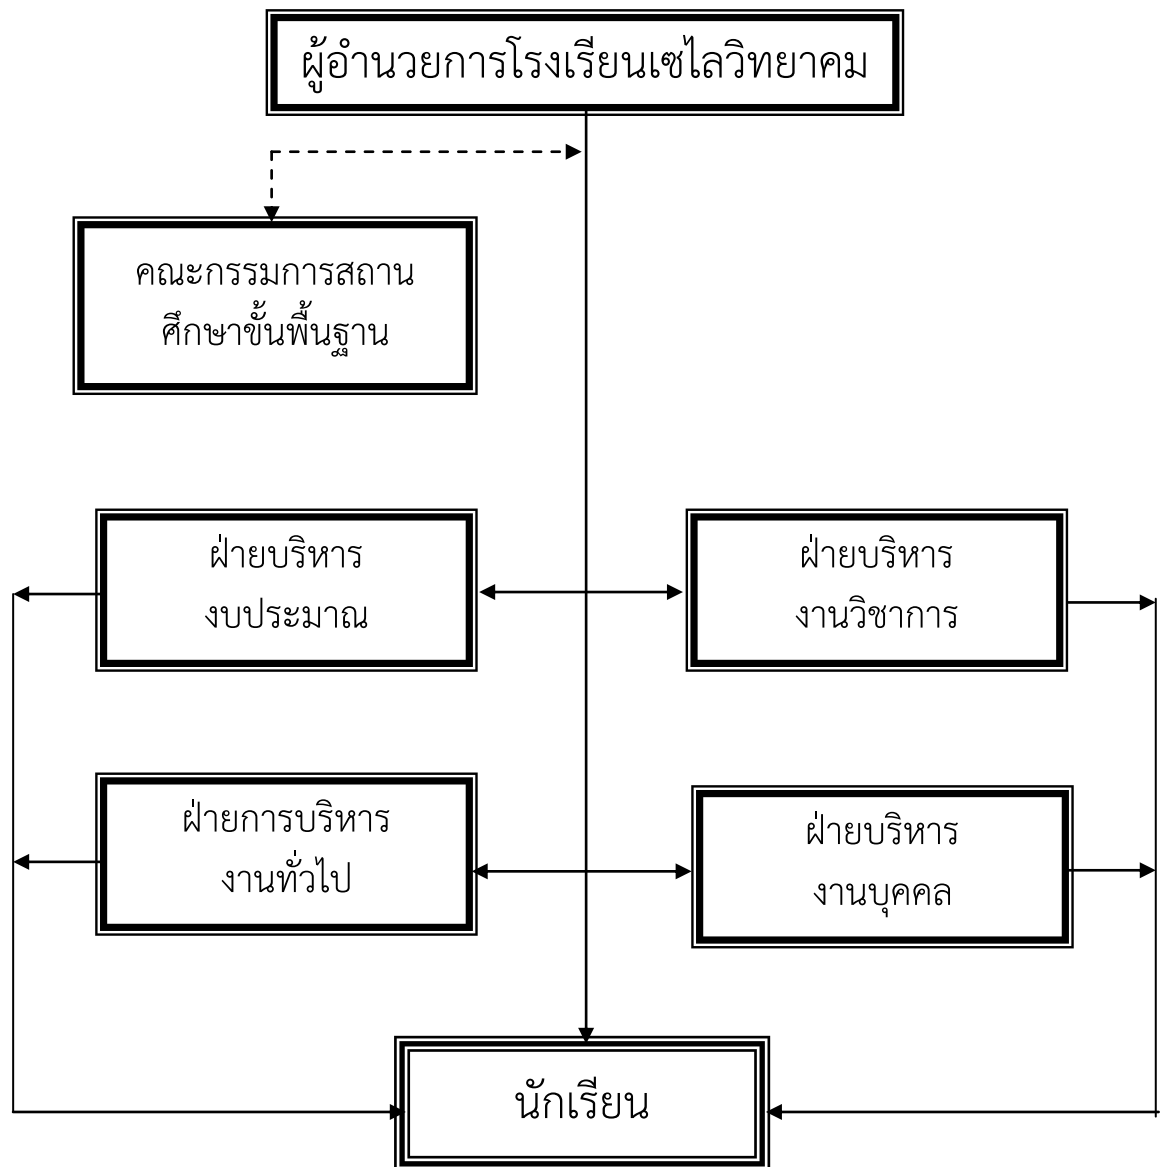 ผู้อำนวยการโรงเรียนเซไลวิทยาคม
คณะกรรมการสถาน
ศึกษาขั้นพื้นฐาน
ฝ่ายบริหาร
งบประมาณ
ฝ่ายบริหาร
งานวิชาการ
ฝ่ายการบริหาร
งานทั่วไป
ฝ่ายบริหาร
งานบุคคล
นักเรียน